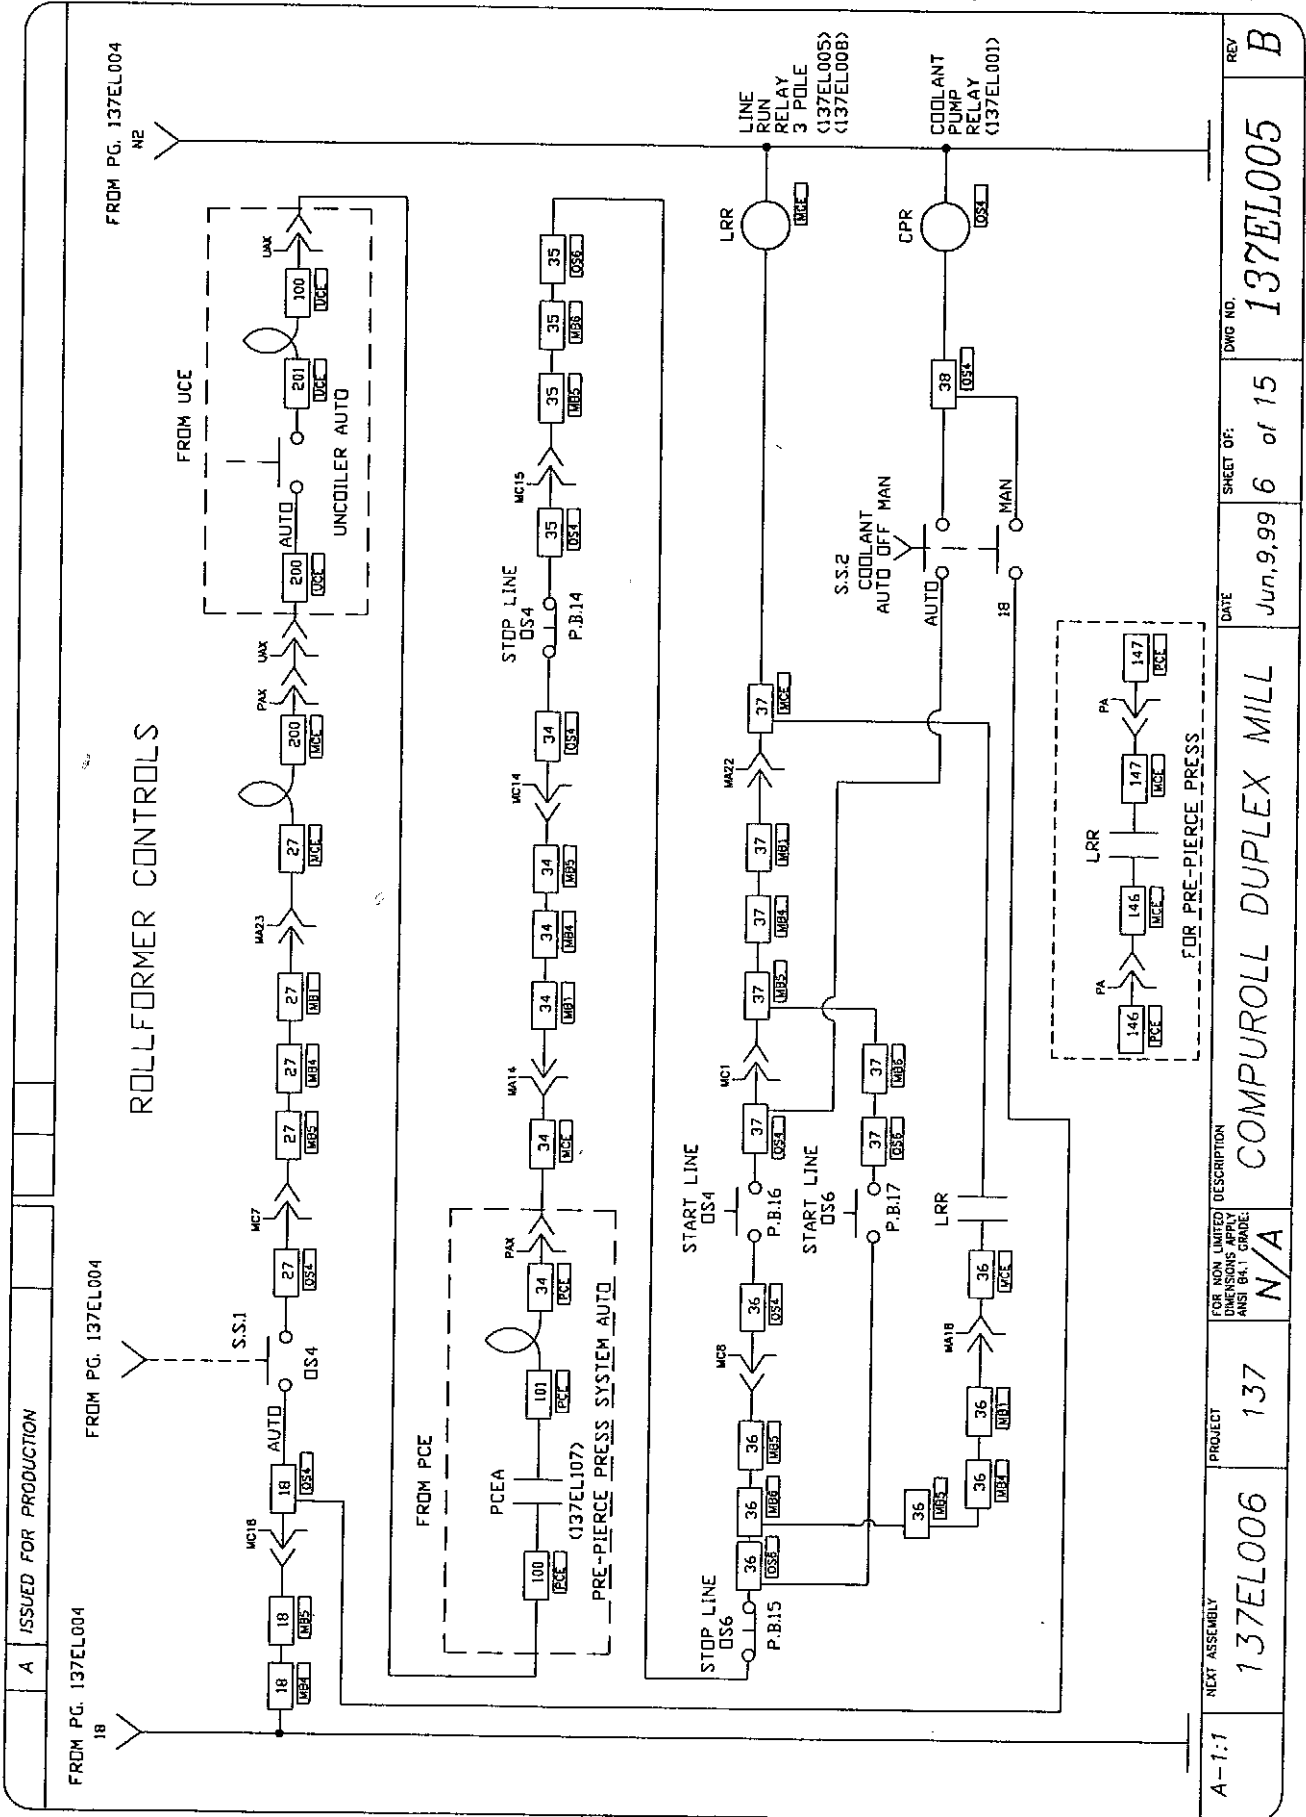 A ISSUED FOR PRODUCTION
FROM PG. 137EL004
18
FROM PG. 137EL004
FROM PG. 137EL004
N2
ROLLFORMER CONTROLS
18 MB4
18 MB5
MC16
18 OS4
AUTO
S.S.1
OS4
27 OS4
MC7
27 MB5
27 MB4
27 MB1
MA23
27 MCE
200 MCE
PAX
UAX
FROM UCE
200 UCE
AUTO
201 UCE
100 UCE
UAX
UNCOILER AUTO
FROM PCE
100 PCE
PCEA
(137EL107)
101 PCE
34 PCE
PAX
PRE-PIERCE PRESS SYSTEM AUTO
34 MCE
MA14
34 MB1
34 MB4
34 MB5
MC14
34 OS4
STOP LINE
OS4
P.B.14
35 OS4
MC15
35 MB5
35 MB6
35 OS6
STOP LINE
OS6
P.B.15
36 OS6
36 MB6
36 MB5
MC8
36 OS4
START LINE
OS4
P.B.16
37 OS4
MC1
37 MB5
37 MB4
37 MB1
MA22
37 MCE
LRR
MCE
LINE
RUN
RELAY
3 POLE
(137EL005)
(137EL008)
START LINE
OS6
P.B.17
37 OS6
37 MB6
36 MB5
36 MB4
36 MB1
MA18
36 MCE
LRR
S.S.2
COOLANT
AUTO OFF MAN
AUTO
18
MAN
38 OS4
CPR
OS4
COOLANT
PUMP
RELAY
(137EL001)
146 PCE
PA
146 MCE
LRR
147 MCE
PA
147 PCE
FOR PRE-PIERCE PRESS
A-1:1
NEXT ASSEMBLY
137EL006
PROJECT
137
FOR NON LIMITED
DIMENSIONS APPLY
ANSI B4.1 GRADE:
N/A
DESCRIPTION
COMPUROLL DUPLEX MILL
DATE
Jun,9,99
SHEET OF:
6 of 15
DWG NO.
137EL005
REV
B